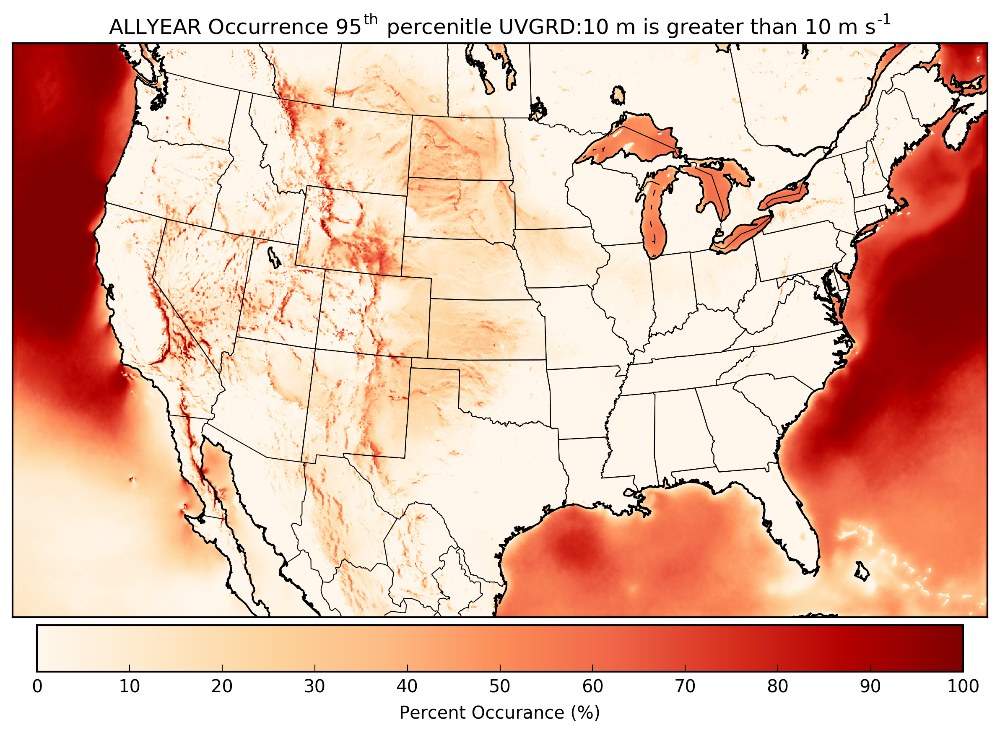 ALLYEAR Occurrence 95th percenitle UVGRD:10 m is greater than 10 m s-1
0 10 20 30 40 50 60 70 80 90 100
Percent Occurance (%)